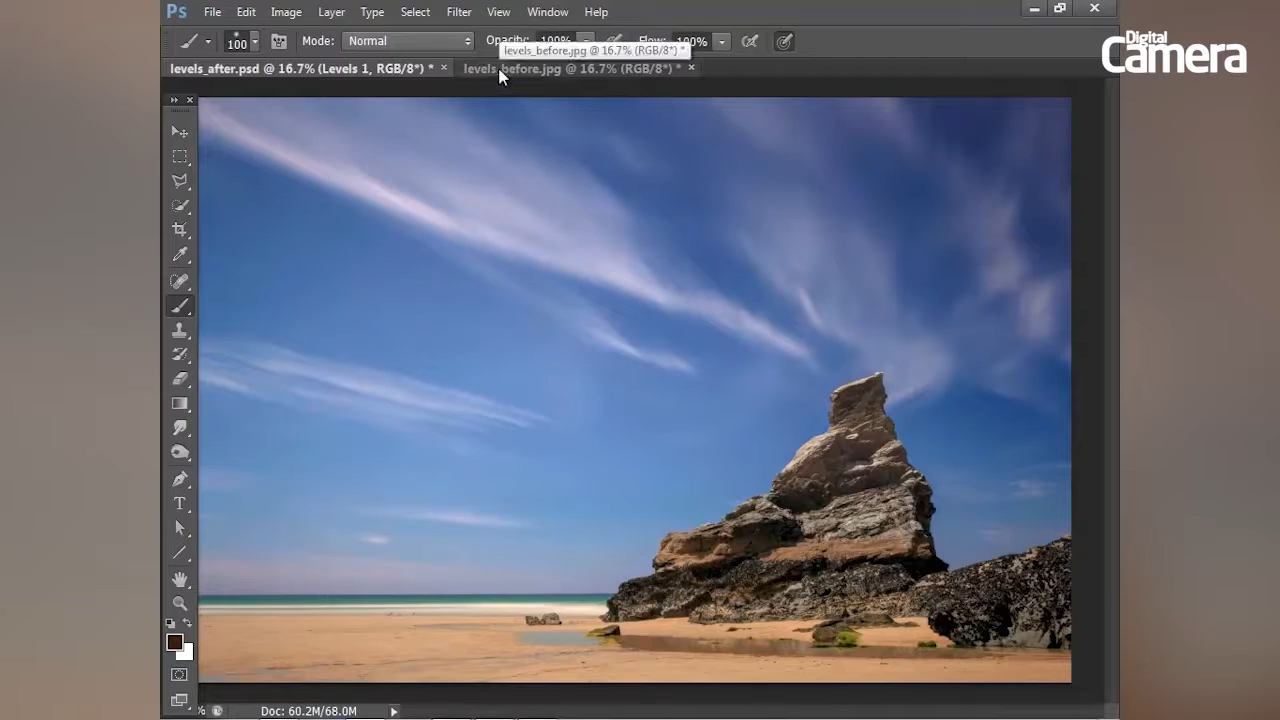 Ps File Edit Image Layer Type Select Filter View Window Help
100 Mode: Normal Opacity: 100% Flow: 100%
levels_before.jpg @ 16.7% (RGB/8*) *
levels_after.psd @ 16.7% (Levels 1, RGB/8*) * × levels_before.jpg @ 16.7% (RGB/8*) * ×
Digital
Camera
T
% Doc: 60.2M/68.0M